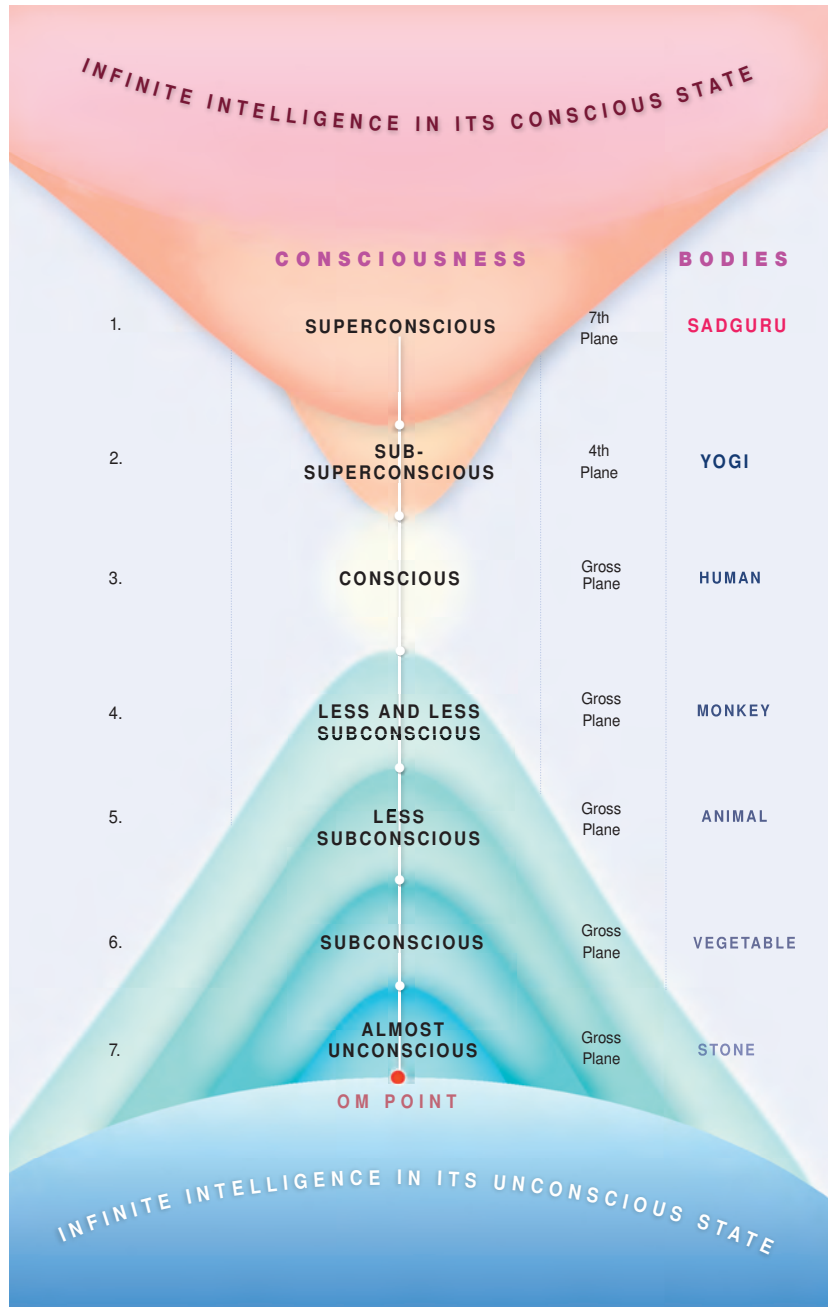 INFINITE INTELLIGENCE IN ITS CONSCIOUS STATE
CONSCIOUSNESS BODIES
1. SUPERCONSCIOUS 7th Plane SADGURU
2. SUB-SUPERCONSCIOUS 4th Plane YOGI
3. CONSCIOUS Gross Plane HUMAN
4. LESS AND LESS SUBCONSCIOUS Gross Plane MONKEY
5. LESS SUBCONSCIOUS Gross Plane ANIMAL
6. SUBCONSCIOUS Gross Plane VEGETABLE
7. ALMOST UNCONSCIOUS Gross Plane STONE
OM POINT
INFINITE INTELLIGENCE IN ITS UNCONSCIOUS STATE